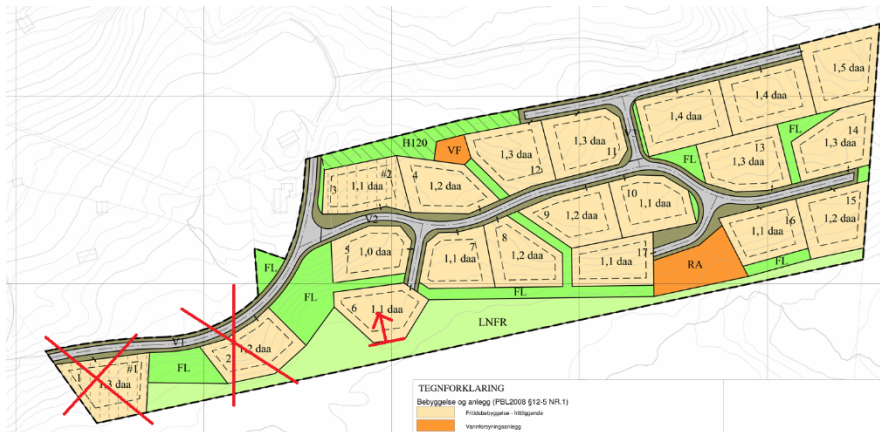 1,5 daa
1,4 daa
1,4 daa
V3
H120
VF
1,3 daa
12
1,3 daa
11
FL
14
1,3 daa
13
1,3 daa
FL
#2
3
1,1 daa
4
1,2 daa
10
1,1 daa
9
1,2 daa
15
1,2 daa
16
1,1 daa
V2
5
1,0 daa
7
1,1 daa
8
1,2 daa
17
1,1 daa
RA
FL
FL
FL
FL
6
1,1 daa
LNFR
V1
2
1,2 daa
FL
#1
1
1,3 daa
TEGNFORKLARING
Bebyggelse og anlegg (PBL2008 §12-5 NR.1)
Fritidsbebyggelse - frittliggende
Vannforsyningsanlegg